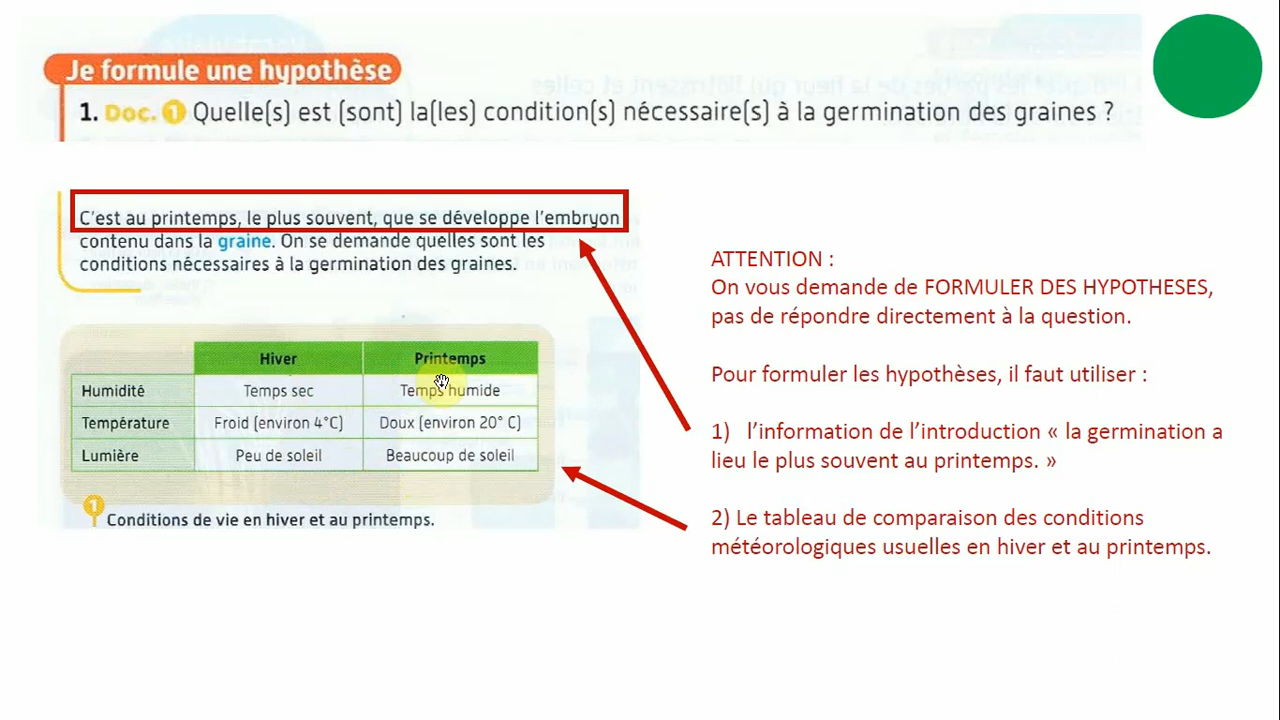 Je formule une hypothèse
1. Doc. 1 Quelle(s) est (sont) la(les) condition(s) nécessaire(s) à la germination des graines ?
C'est au printemps, le plus souvent, que se développe l'embryon
contenu dans la graine. On se demande quelles sont les
conditions nécessaires à la germination des graines.
Hiver Printemps
Humidité Temps sec Temps humide
Température Froid (environ 4°C) Doux (environ 20° C)
Lumière Peu de soleil Beaucoup de soleil
1 Conditions de vie en hiver et au printemps.
ATTENTION :
On vous demande de FORMULER DES HYPOTHESES,
pas de répondre directement à la question.
Pour formuler les hypothèses, il faut utiliser :
1) l'information de l'introduction « la germination a
lieu le plus souvent au printemps. »
2) Le tableau de comparaison des conditions
météorologiques usuelles en hiver et au printemps.